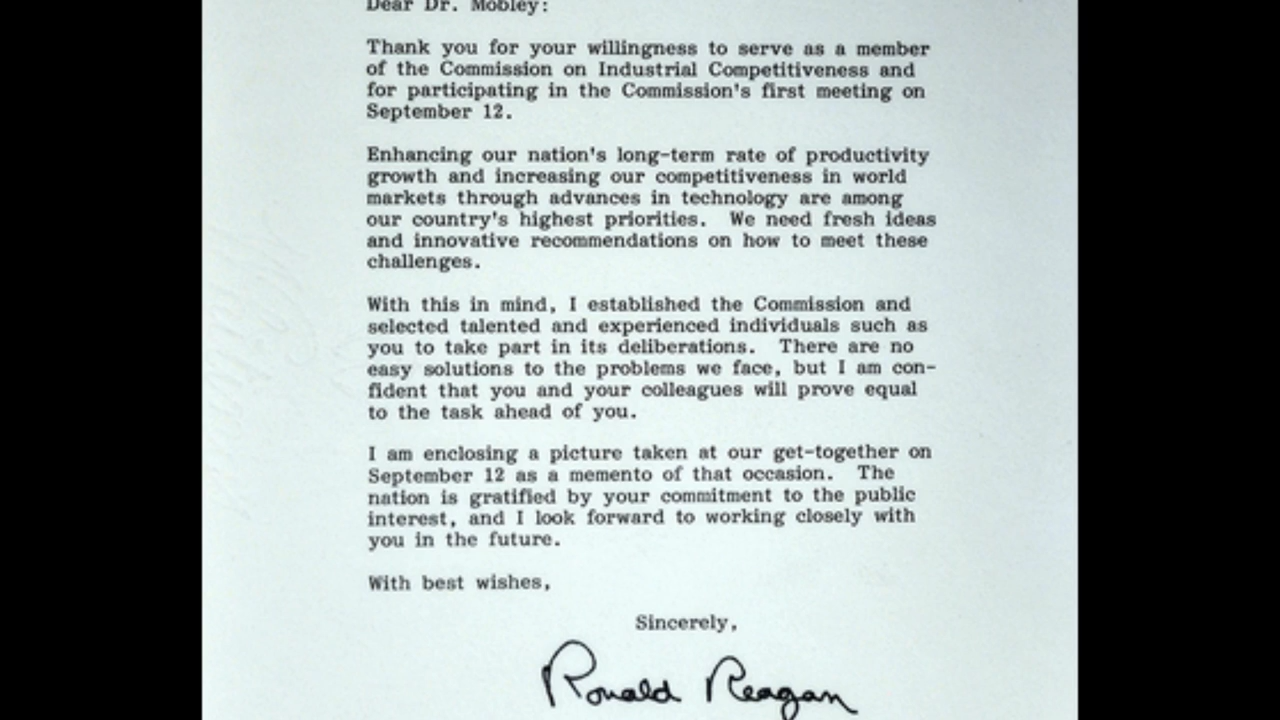 Dear Dr. Mobley:
Thank you for your willingness to serve as a member
of the Commission on Industrial Competitiveness and
for participating in the Commission's first meeting on
September 12.
Enhancing our nation's long-term rate of productivity
growth and increasing our competitiveness in world
markets through advances in technology are among
our country's highest priorities.  We need fresh ideas
and innovative recommendations on how to meet these
challenges.
With this in mind, I established the Commission and
selected talented and experienced individuals such as
you to take part in its deliberations.  There are no
easy solutions to the problems we face, but I am con-
fident that you and your colleagues will prove equal
to the task ahead of you.
I am enclosing a picture taken at our get-together on
September 12 as a memento of that occasion.  The
nation is gratified by your commitment to the public
interest, and I look forward to working closely with
you in the future.
With best wishes,
Sincerely,
Ronald Reagan